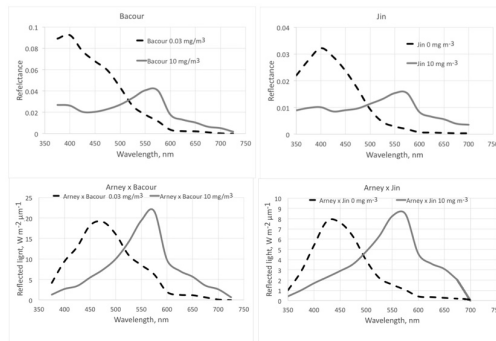 Bacour
Reflectance
0.1
0.08
0.06
0.04
0.02
0
Bacour 0.03 mg/m3
Bacour 10 mg/m3
350 400 450 500 550 600 650 700 750
Wavelength, nm
Jin
Reflectance
0.04
0.03
0.02
0.01
0
Jin 0 mg m-3
Jin 10 mg m-3
350 400 450 500 550 600 650 700 750
Wavelength, nm
Arney x Bacour
Reflected light, W m-2 µm-1
Arney x Bacour 0.03 mg/m3 Arney x Bacour 10 mg/m3
25
20
15
10
5
0
350 400 450 500 550 600 650 700 750
Wavelength, nm
Arney x Jin
Reflected light, W m-2 µm-1
Arney x Jin 0 mg m-3 Arney x Jin 10 mg m-3
10
9
8
7
6
5
4
3
2
1
0
350 400 450 500 550 600 650 700 750
Wavelength, nm